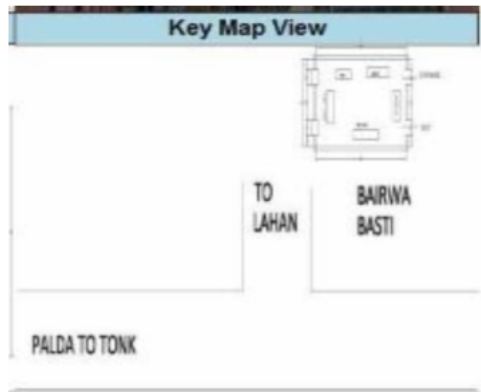 Key Map View
TO
LAHAN
BAIRWA
BASTI
PALDA TO TONK